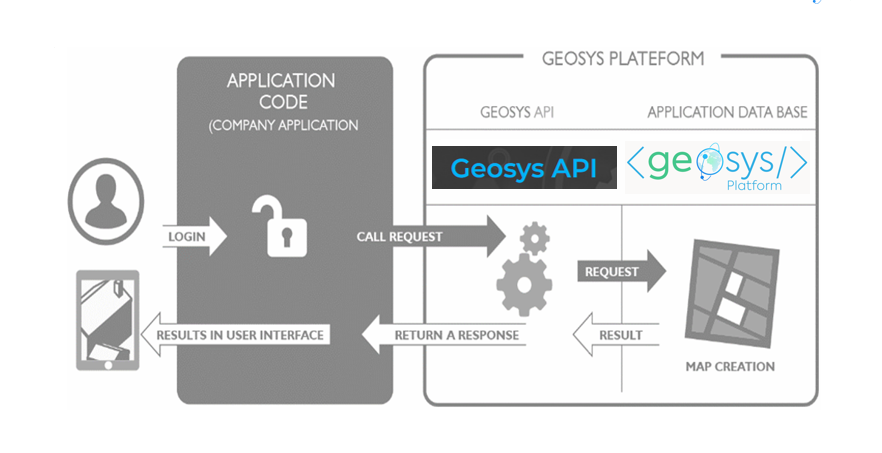 GEOSYS PLATEFORM
APPLICATION
CODE
(COMPANY APPLICATION
GEOSYS API
APPLICATION DATA BASE
Geosys API
<geosys/>
Platform
LOGIN
CALL REQUEST
REQUEST
RESULTS IN USER INTERFACE
RETURN A RESPONSE
RESULT
MAP CREATION